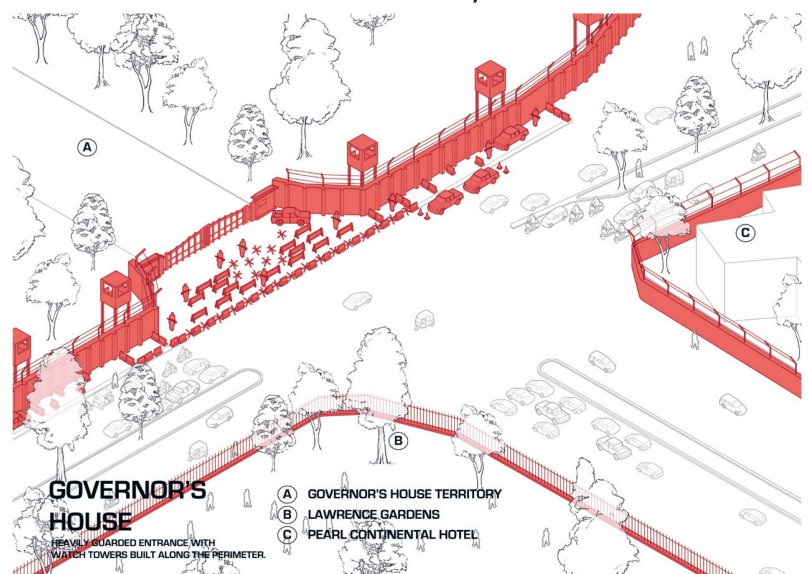 A
C
B
GOVERNOR'S
HOUSE
HEAVILY GUARDED ENTRANCE WITH
WATCH TOWERS BUILT ALONG THE PERIMETER.
A GOVERNOR'S HOUSE TERRITORY
B LAWRENCE GARDENS
C PEARL CONTINENTAL HOTEL